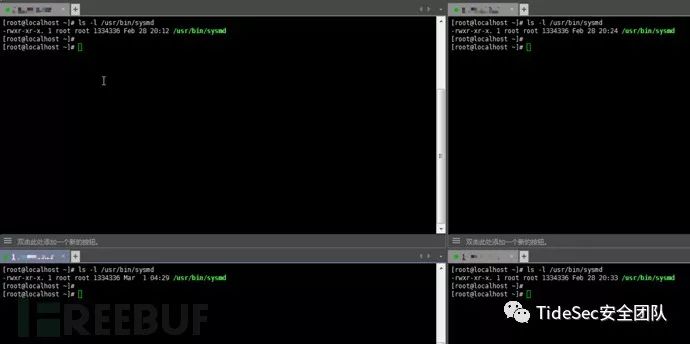 [root@localhost ~]# ls -l /usr/bin/sysmd
-rwxr-xr-x. 1 root root 1334336 Feb 28 20:12 /usr/bin/sysmd
[root@localhost ~]#
[root@localhost ~]#
双击此处添加一个新的按钮。
[root@localhost ~]# ls -l /usr/bin/sysmd
-rwxr-xr-x. 1 root root 1334336 Feb 28 20:24 /usr/bin/sysmd
[root@localhost ~]#
[root@localhost ~]#
双击此处添加一个新的按钮。
[root@localhost ~]# ls -l /usr/bin/sysmd
-rwxr-xr-x. 1 root root 1334336 Mar  1 04:29 /usr/bin/sysmd
[root@localhost ~]#
[root@localhost ~]#
FREEBUF
[root@localhost ~]# ls -l /usr/bin/sysmd
-rwxr-xr-x. 1 root root 1334336 Feb 28 20:33 /usr/bin/sysmd
[root@localhost ~]#
[root@localhost ~]#
TideSec安全团队